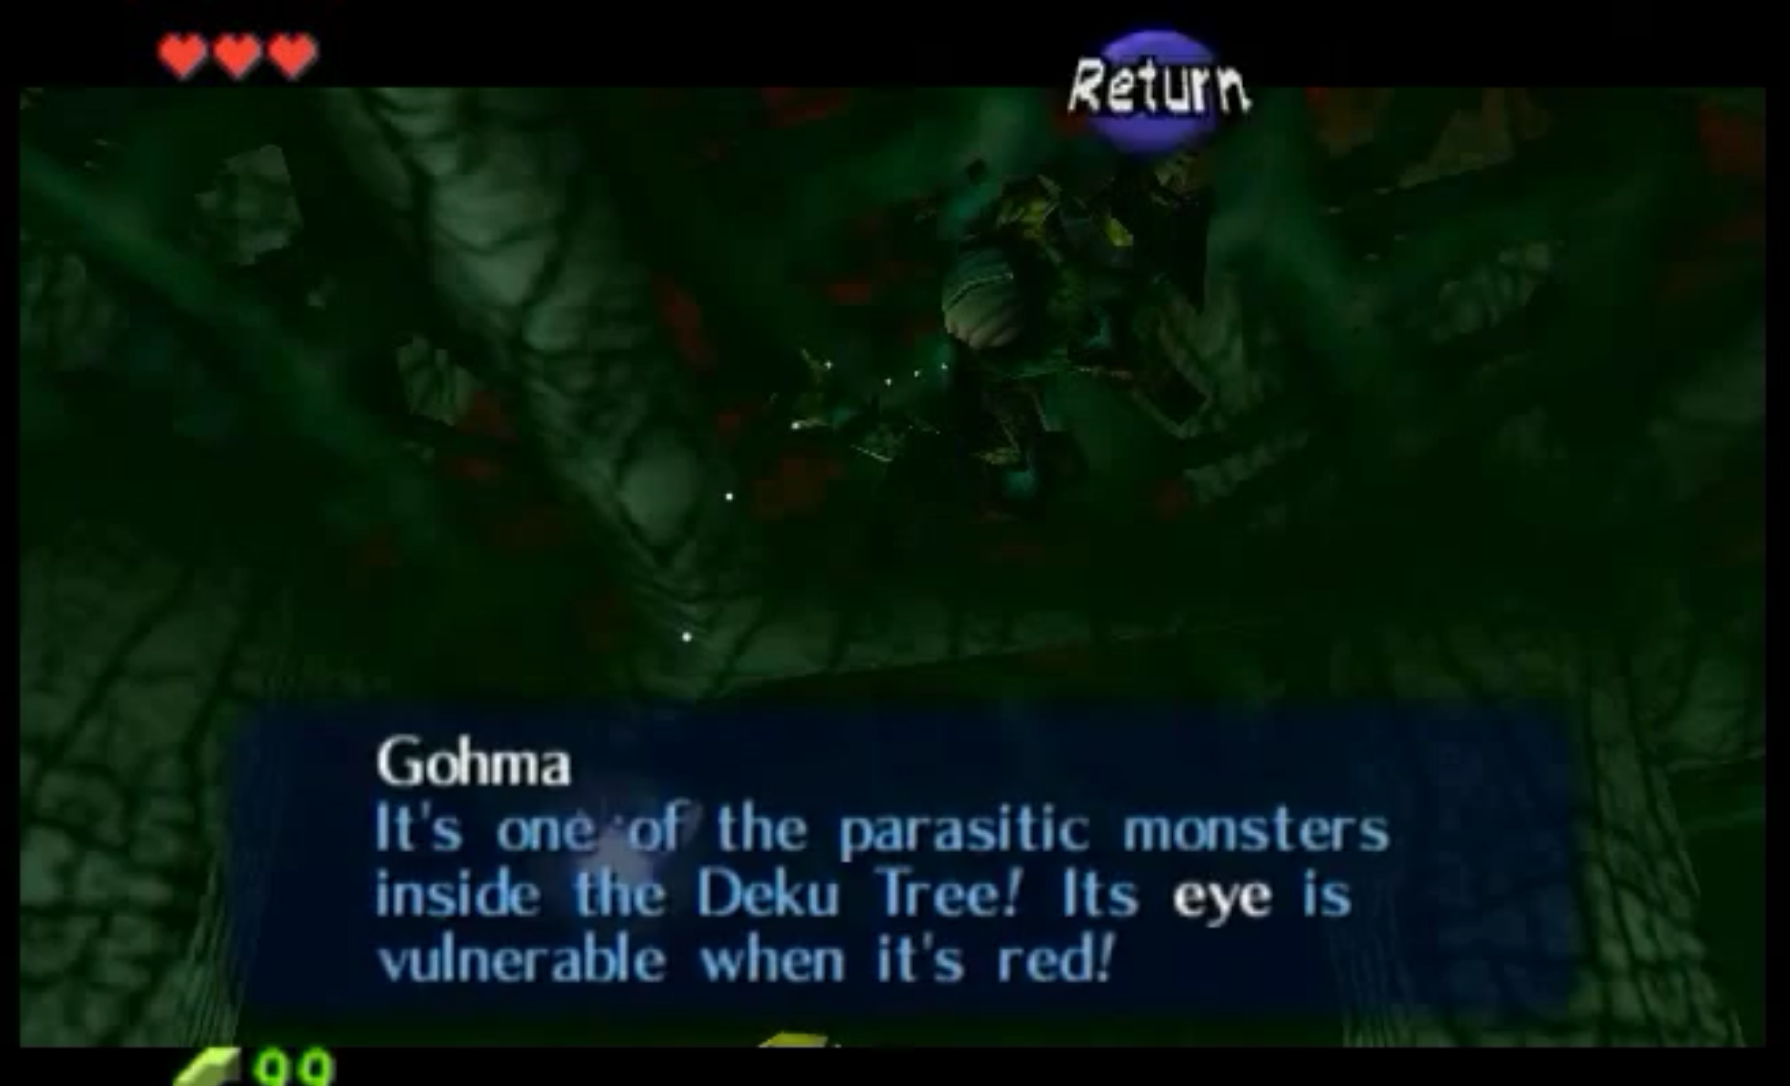 Return
Gohma
It's one of the parasitic monsters
inside the Deku Tree! Its eye is
vulnerable when it's red!
99